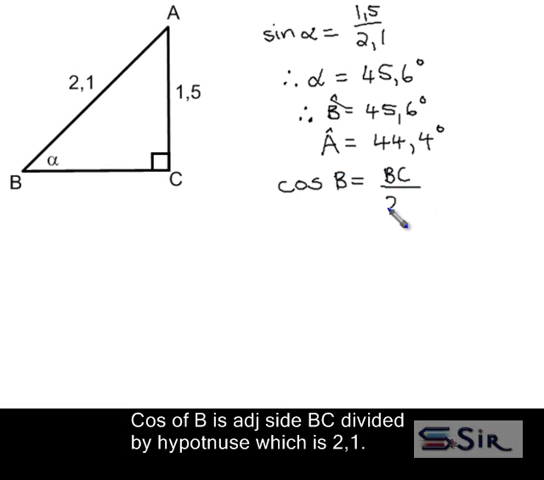 A
sin α = 1,5 / 2,1
2,1
1,5
∴ α = 45,6°
∴ B̂ = 45,6°
Â = 44,4°
α
B
C
cos B = BC / 2
Cos of B is adj side BC divided
by hypotnuse which is 2,1.
SiR